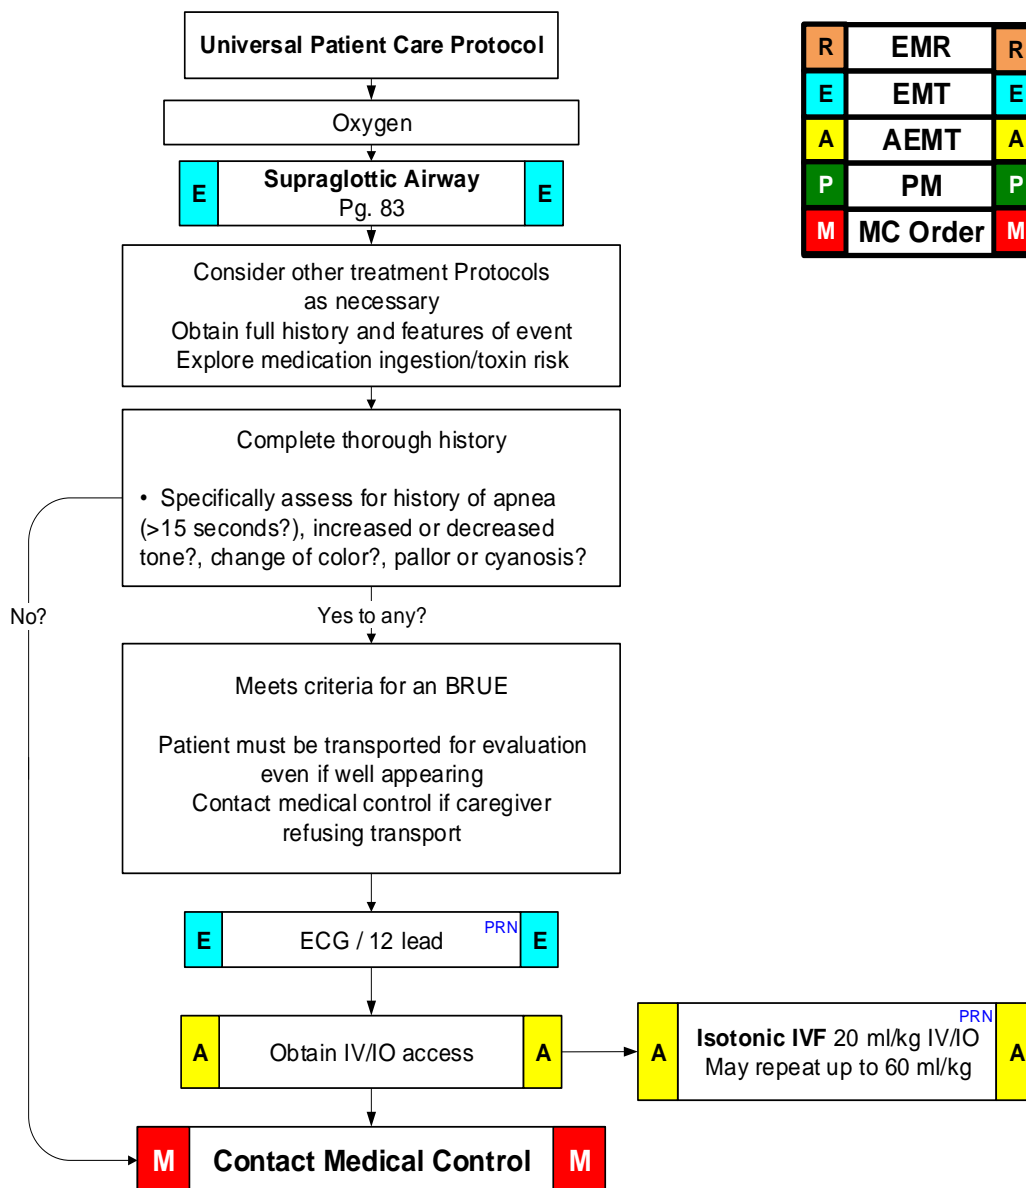 Universal Patient Care Protocol
Oxygen
E Supraglottic Airway E
Pg. 83
Consider other treatment Protocols
as necessary
Obtain full history and features of event
Explore medication ingestion/toxin risk
Complete thorough history
• Specifically assess for history of apnea
(>15 seconds?), increased or decreased
tone?, change of color?, pallor or cyanosis?
No?
Yes to any?
Meets criteria for an BRUE
Patient must be transported for evaluation
even if well appearing
Contact medical control if caregiver
refusing transport
E ECG / 12 lead PRN E
A Obtain IV/IO access A
A Isotonic IVF 20 ml/kg IV/IO PRN A
May repeat up to 60 ml/kg
M Contact Medical Control M
R EMR R
E EMT E
A AEMT A
P PM P
M MC Order M